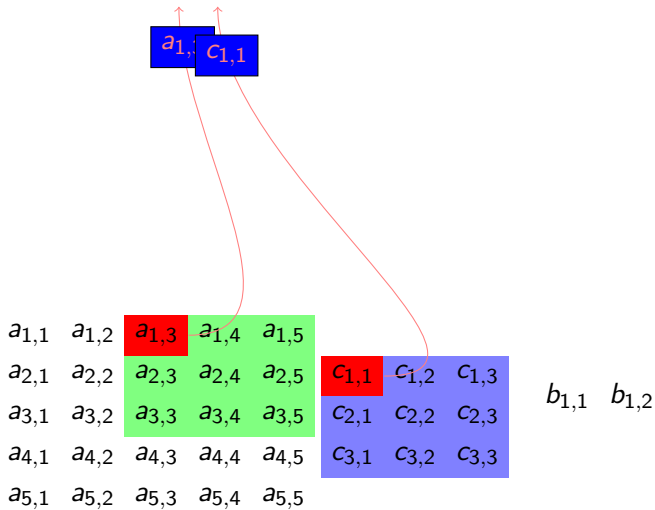 a1,3 c1,1
a1,1 a1,2 a1,3 a1,4 a1,5
a2,1 a2,2 a2,3 a2,4 a2,5 c1,1 c1,2 c1,3
b1,1 b1,2
a3,1 a3,2 a3,3 a3,4 a3,5 c2,1 c2,2 c2,3
a4,1 a4,2 a4,3 a4,4 a4,5 c3,1 c3,2 c3,3
a5,1 a5,2 a5,3 a5,4 a5,5